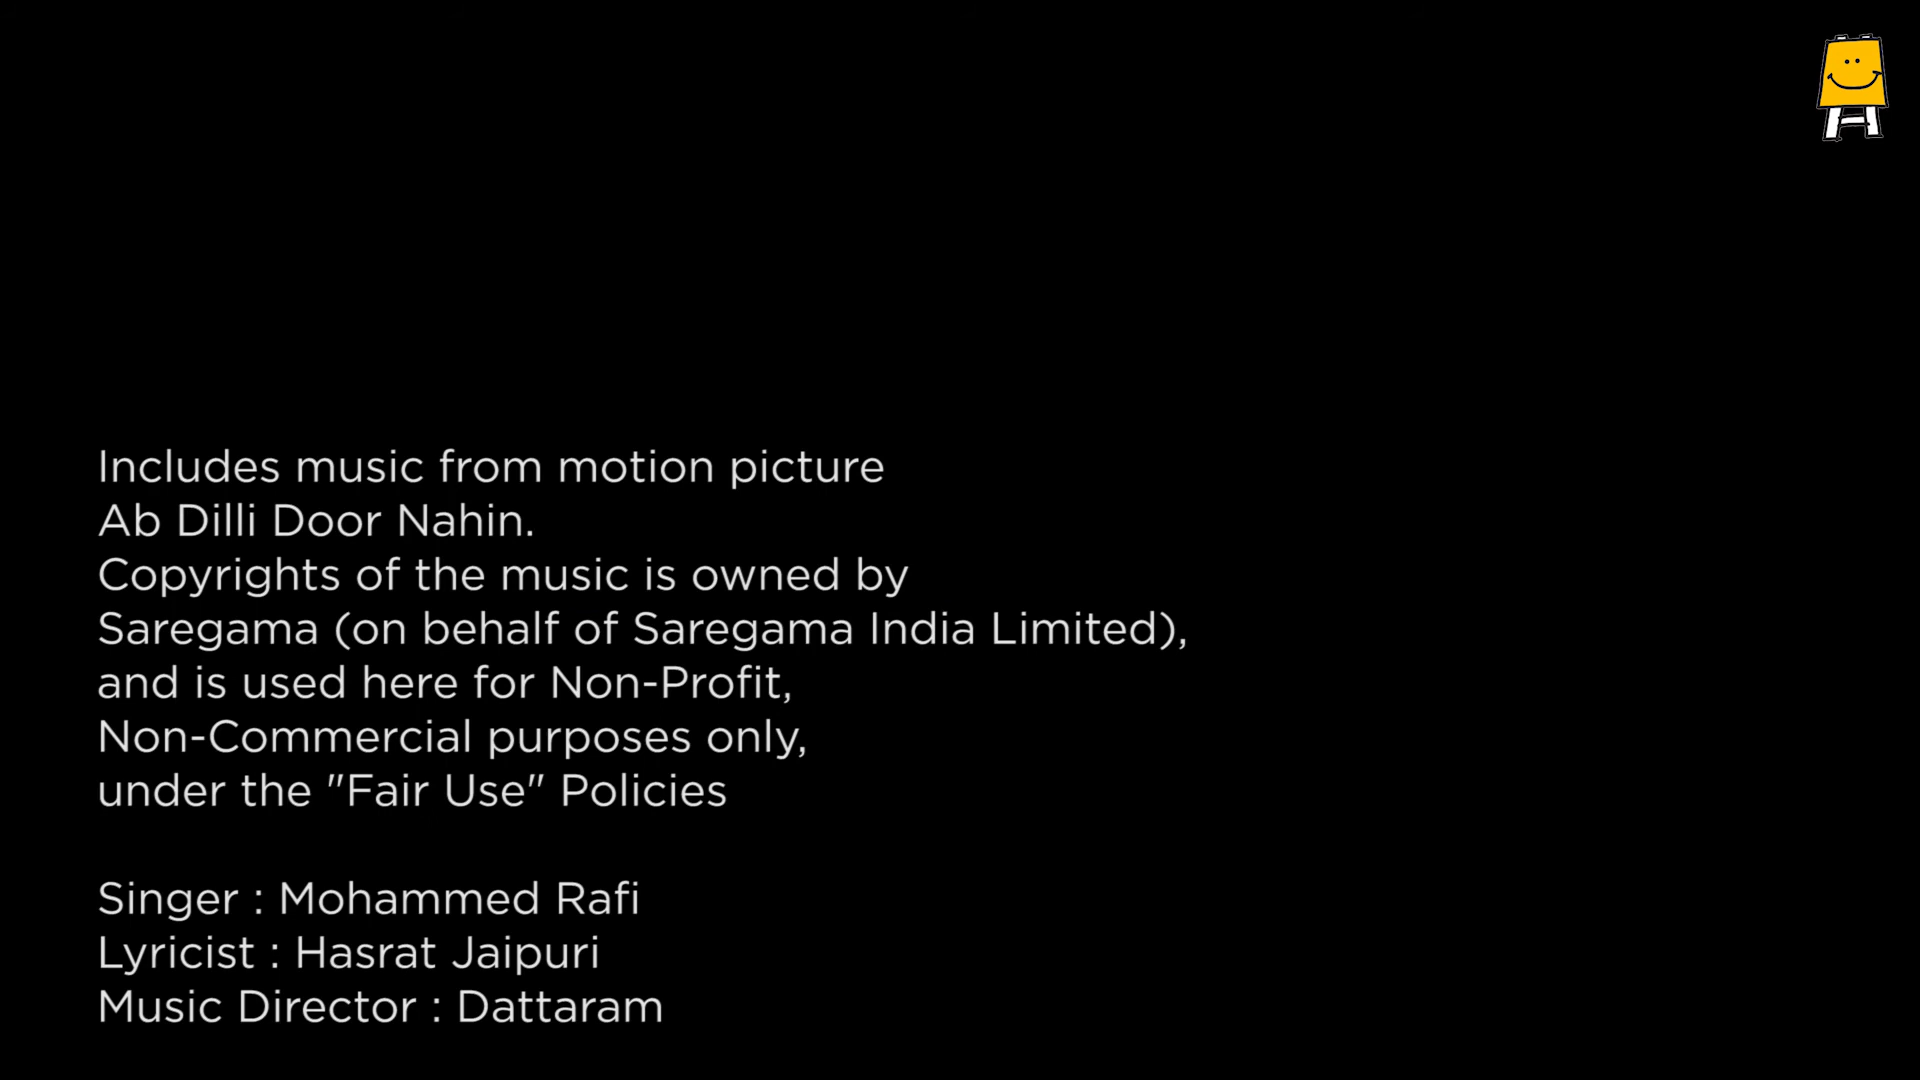 Includes music from motion picture
Ab Dilli Door Nahin.
Copyrights of the music is owned by
Saregama (on behalf of Saregama India Limited),
and is used here for Non-Profit,
Non-Commercial purposes only,
under the "Fair Use" Policies
Singer : Mohammed Rafi
Lyricist : Hasrat Jaipuri
Music Director : Dattaram